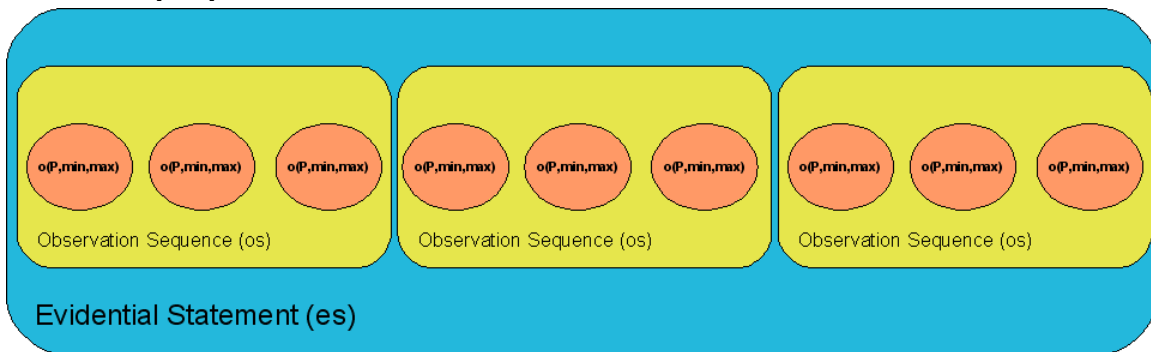 o(P,min,max) o(P,min,max) o(P,min,max) o(P,min,max) o(P,min,max) o(P,min,max) o(P,min,max) o(P,min,max) o(P,min,max)
Observation Sequence (os) Observation Sequence (os) Observation Sequence (os)
Evidential Statement (es)